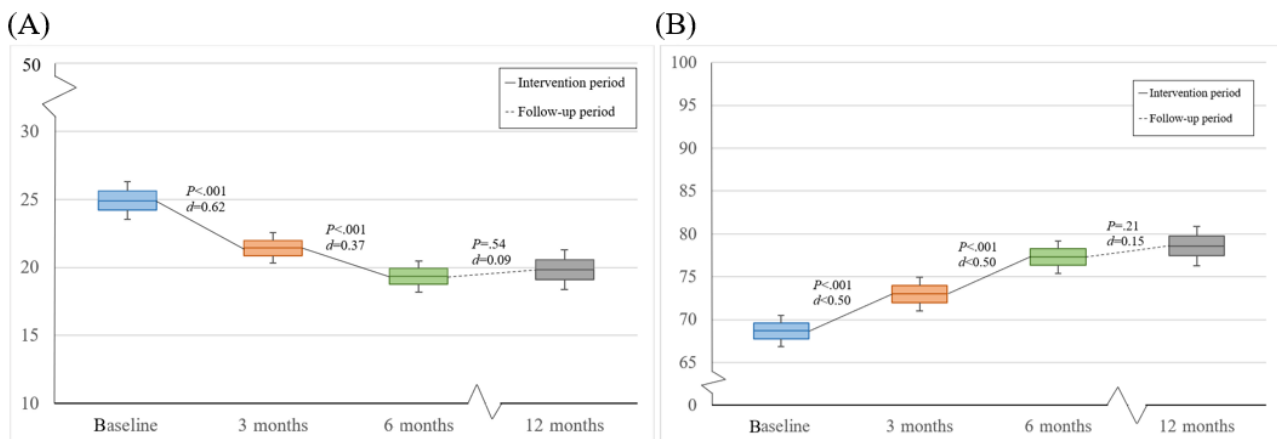 (A)
50
30
25
20
15
10
Intervention period
Follow-up period
P<.001
d=0.62
P<.001
d=0.37
P=.54
d=0.09
Baseline
3 months
6 months
12 months
(B)
100
95
90
85
80
75
70
65
0
Intervention period
Follow-up period
P<.001
d<0.50
P<.001
d<0.50
P=.21
d=0.15
Baseline
3 months
6 months
12 months